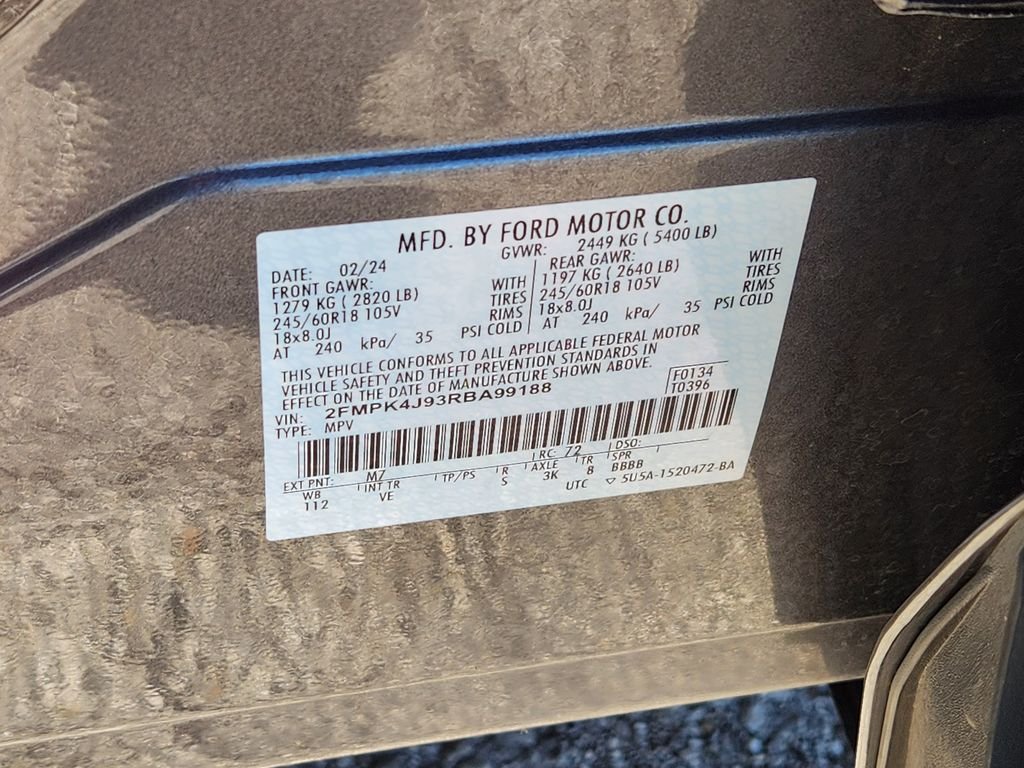 MFD. BY FORD MOTOR CO.
DATE: 02/24
GVWR: 2449 KG ( 5400 LB)
FRONT GAWR:
1279 KG ( 2820 LB) WITH
245/60R18 105V TIRES
18x8.0J RIMS
AT 240 kPa/ 35 PSI COLD
REAR GAWR:
1197 KG ( 2640 LB) WITH
245/60R18 105V TIRES
18x8.0J RIMS
AT 240 kPa/ 35 PSI COLD
THIS VEHICLE CONFORMS TO ALL APPLICABLE FEDERAL MOTOR
VEHICLE SAFETY AND THEFT PREVENTION STANDARDS IN
EFFECT ON THE DATE OF MANUFACTURE SHOWN ABOVE.
VIN: 2FMPK4J93RBA99188
TYPE: MPV
F0134
T0396
EXT PNT: M7 RC: 72 DSO:
WB INT TR TP/PS R AXLE TR SPR
112 VE S 3K 8 BBBB
UTC ▽ 5U5A-1520472-BA